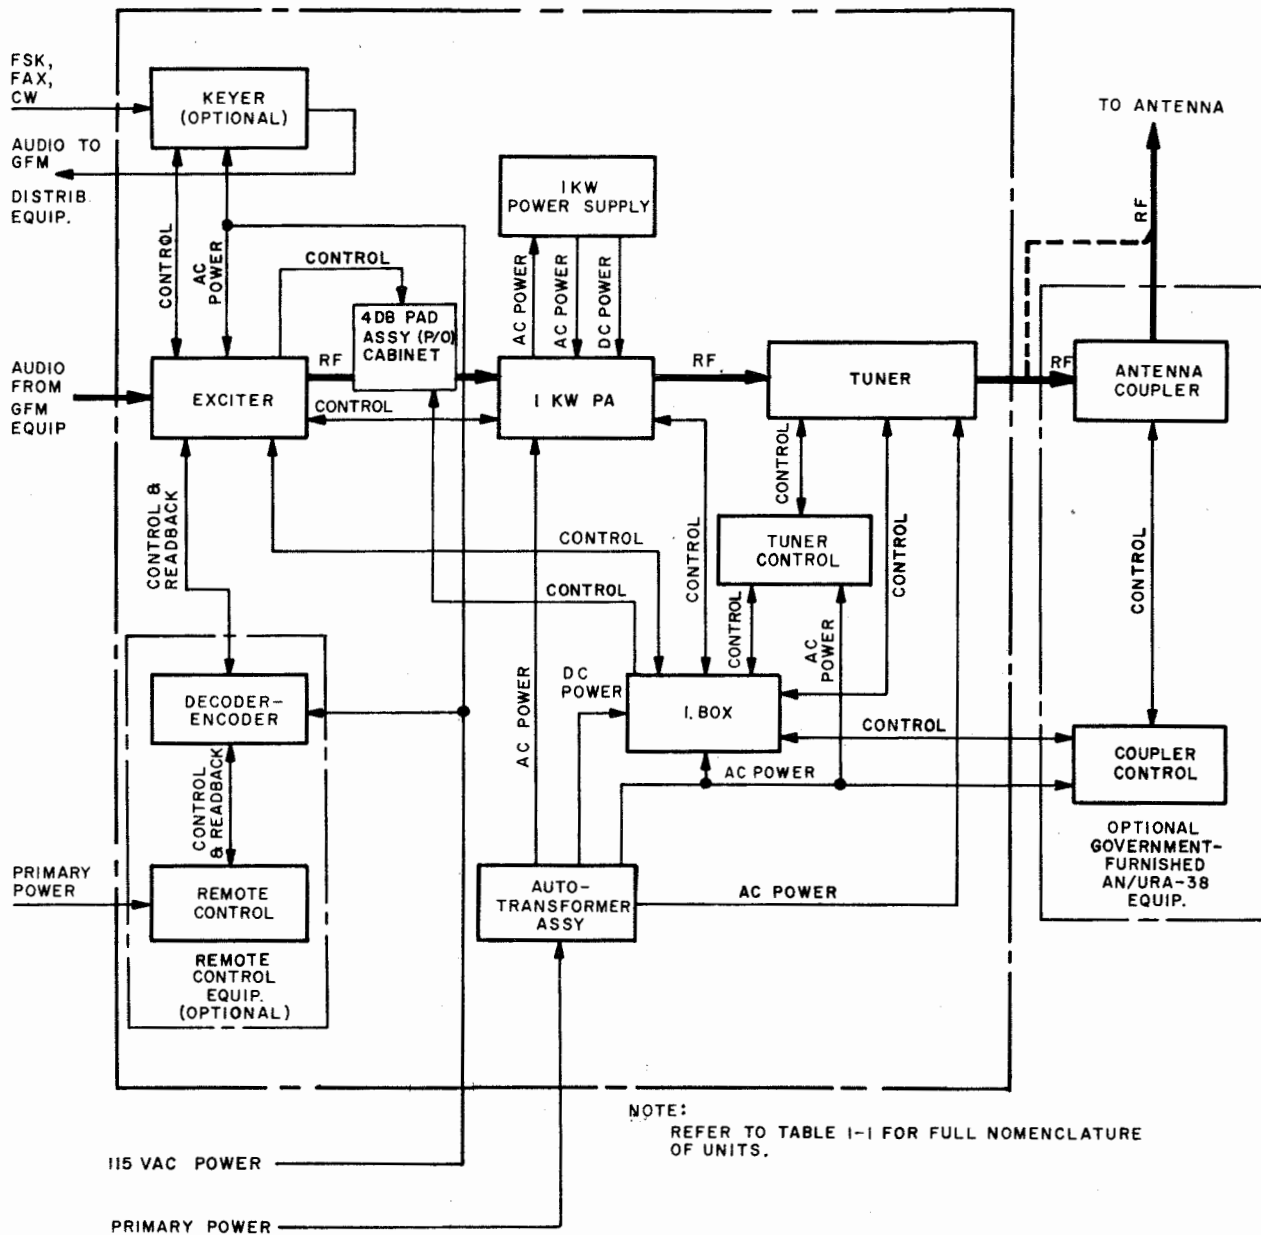 FSK,
FAX,
CW
KEYER
(OPTIONAL)
AUDIO TO
GFM
DISTRIB.
EQUIP.
TO ANTENNA
1KW
POWER SUPPLY
RF
CONTROL
AC
POWER
CONTROL
AC POWER
AC POWER
DC POWER
4DB PAD
ASSY (P/O)
CABINET
AUDIO
FROM
GFM
EQUIP
EXCITER
RF
CONTROL
1 KW PA
RF
TUNER
RF
ANTENNA
COUPLER
CONTROL &
READBACK
CONTROL
CONTROL
CONTROL
CONTROL
TUNER
CONTROL
CONTROL
CONTROL
AC
POWER
CONTROL
DECODER-
ENCODER
AC POWER
DC
POWER
I. BOX
CONTROL
AC POWER
COUPLER
CONTROL
CONTROL
& READBACK
PRIMARY
POWER
REMOTE
CONTROL
REMOTE
CONTROL
EQUIP.
(OPTIONAL)
AUTO-
TRANSFORMER
ASSY
AC POWER
OPTIONAL
GOVERNMENT-
FURNISHED
AN/URA-38
EQUIP.
NOTE:
REFER TO TABLE 1-1 FOR FULL NOMENCLATURE
OF UNITS.
115 VAC POWER
PRIMARY POWER